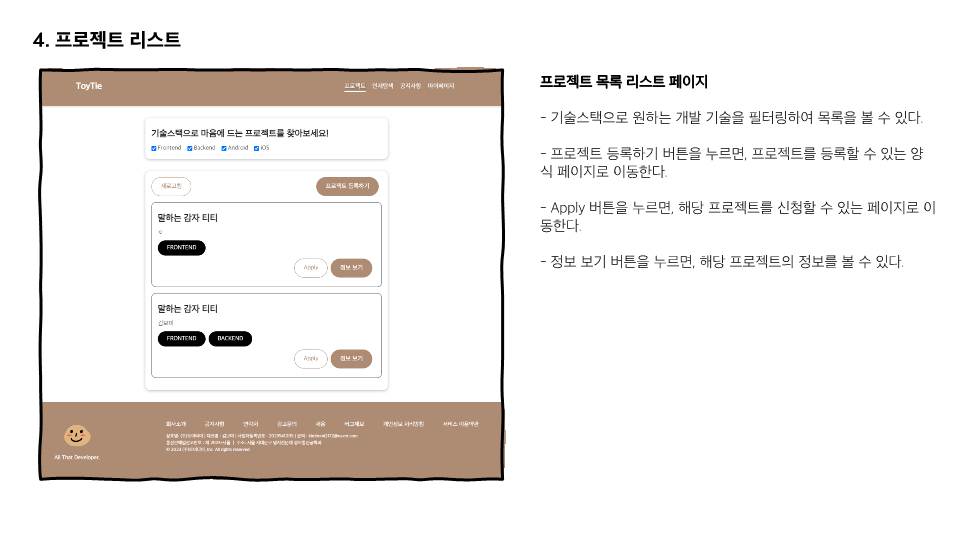 4. 프로젝트 리스트
ToyTie
프로젝트 인재탐색 공지사항 마이페이지
기술스택으로 마음에 드는 프로젝트를 찾아보세요!
Frontend Backend Android iOS
새로고침 프로젝트 등록하기
말하는 감자 티티
ㅇ
FRONTEND
Apply 정보 보기
말하는 감자 티티
FRONTEND BACKEND
Apply 정보 보기
All That Developer.
회사소개 공지사항 광고문의 제휴 버그제보 개인정보 처리방침 서비스 이용약관
Inc. All rights reserved.
프로젝트 목록 리스트 페이지
- 기술스택으로 원하는 개발 기술을 필터링하여 목록을 볼 수 있다.
- 프로젝트 등록하기 버튼을 누르면, 프로젝트를 등록할 수 있는 양
식 페이지로 이동한다.
- Apply 버튼을 누르면, 해당 프로젝트를 신청할 수 있는 페이지로 이
동한다.
- 정보 보기 버튼을 누르면, 해당 프로젝트의 정보를 볼 수 있다.